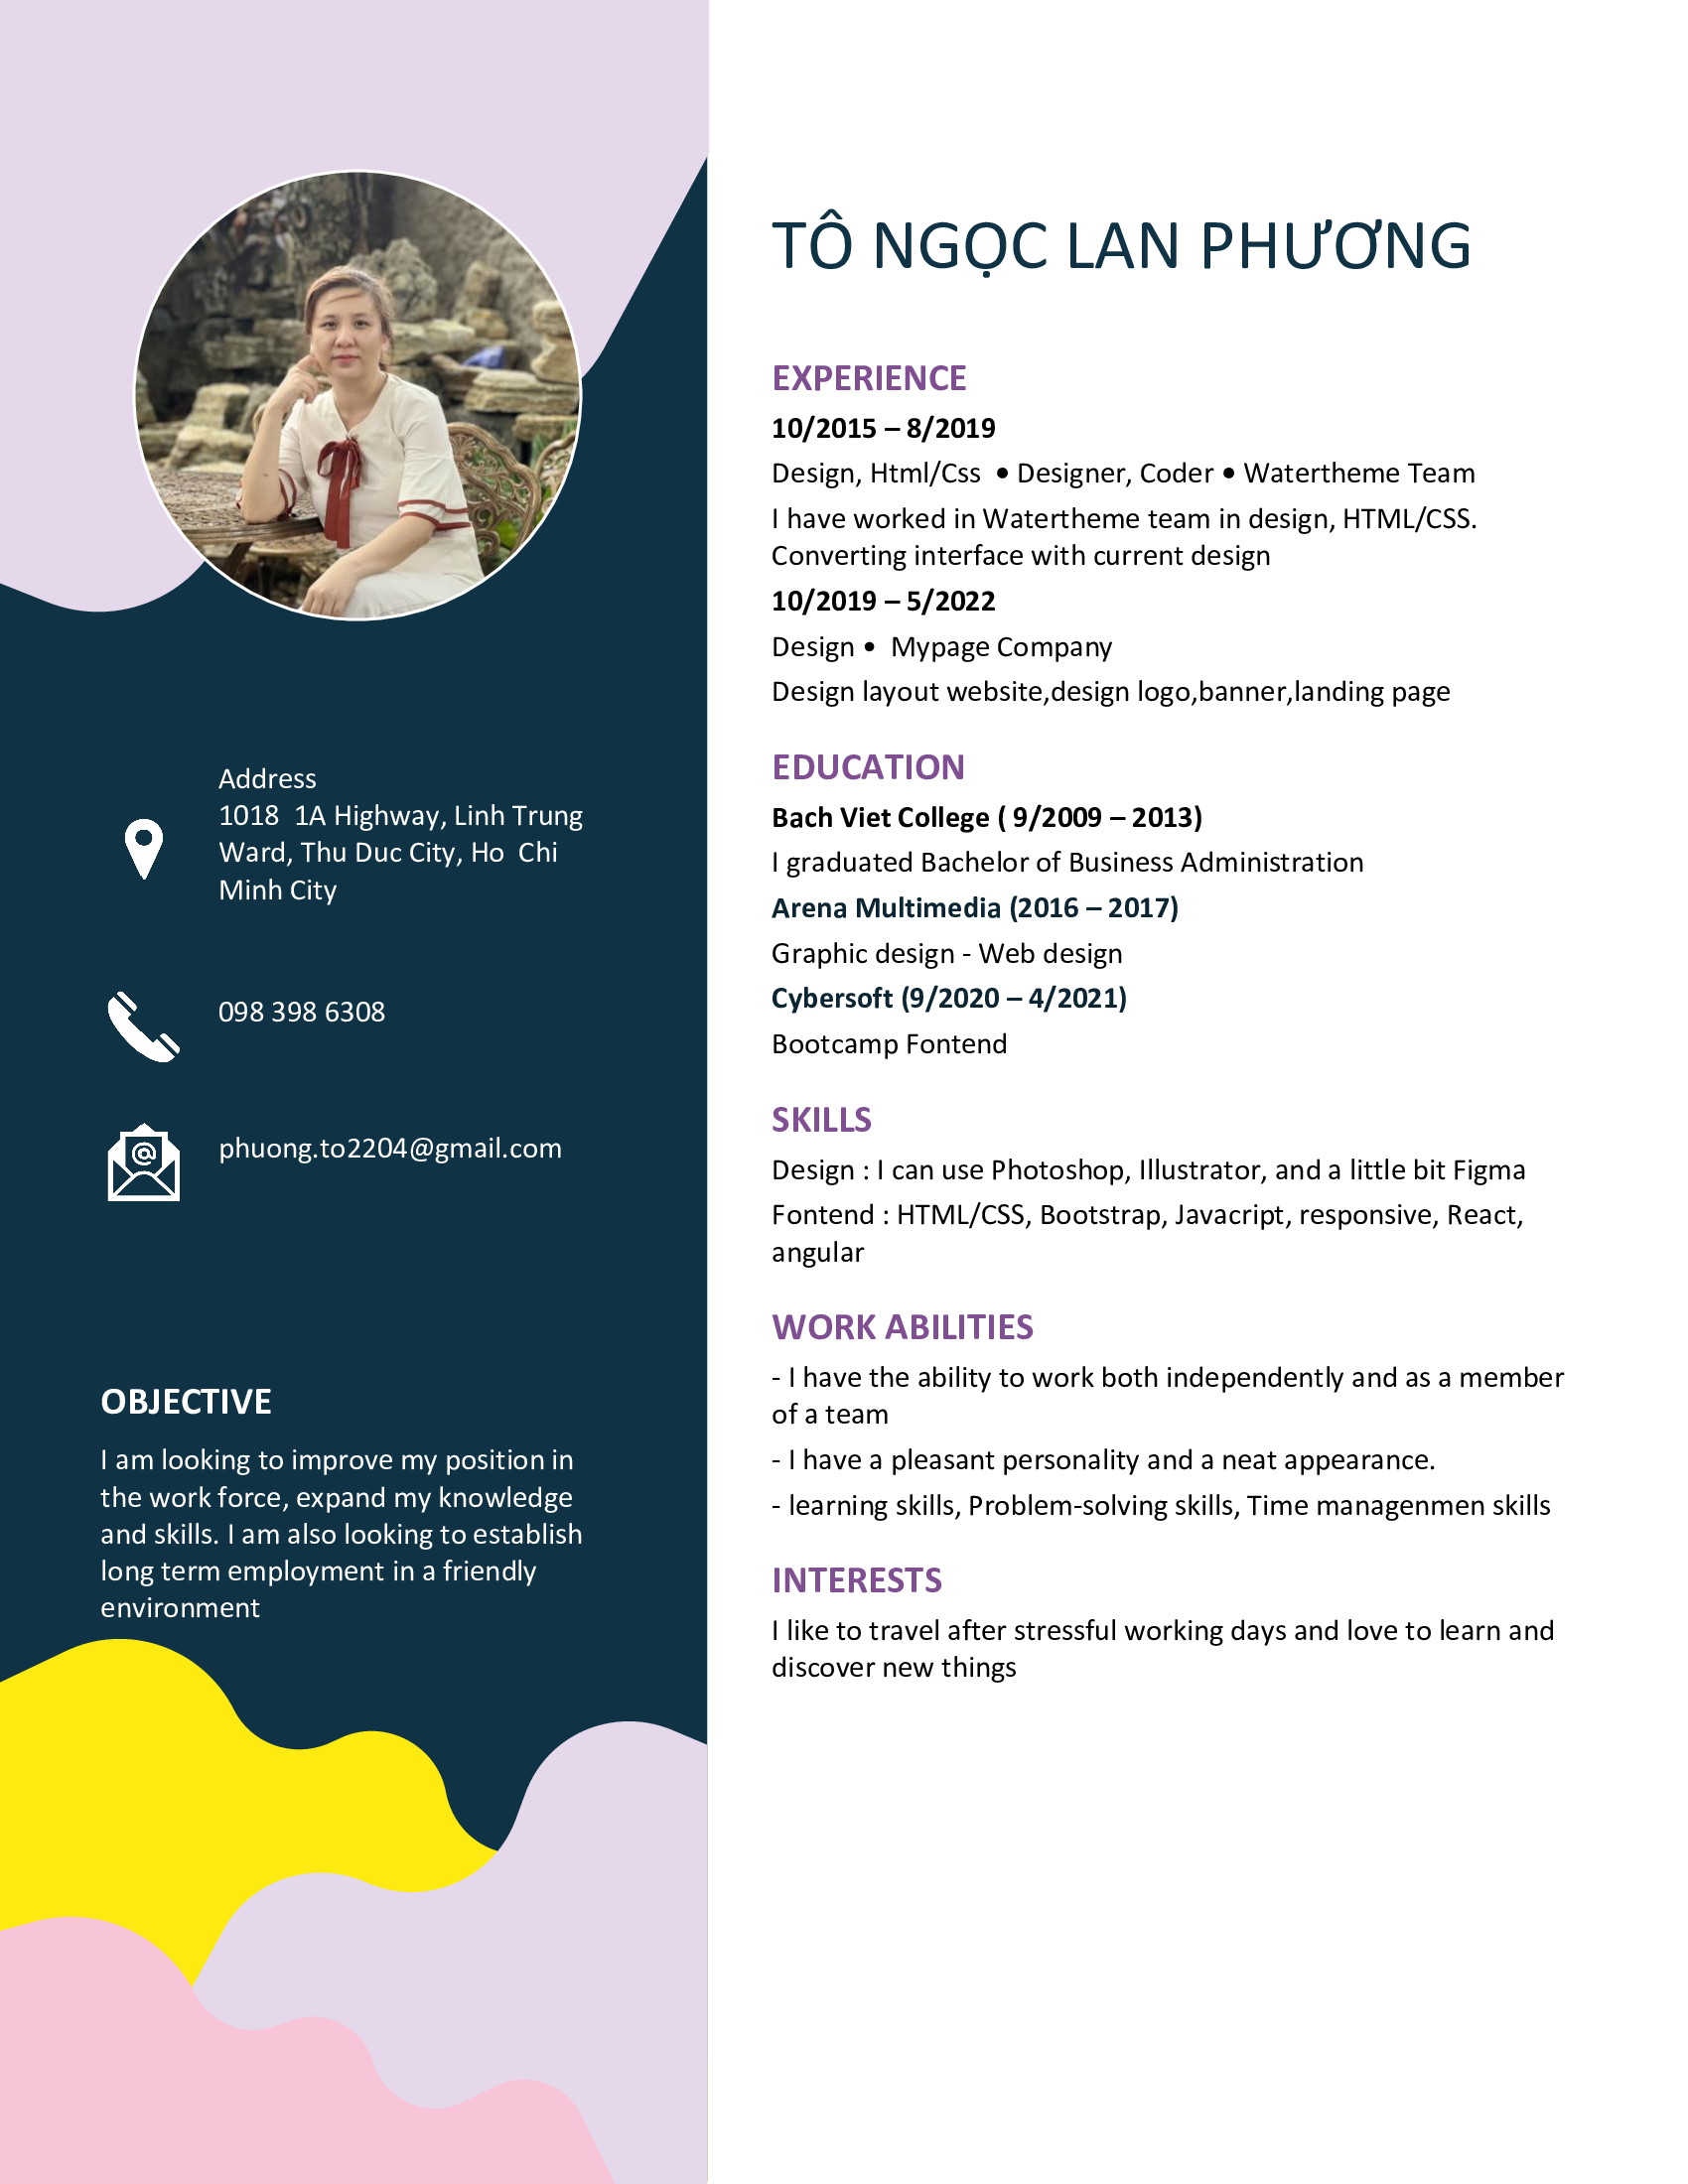 TÔ NGỌC LAN PHƯƠNG
Address
1018  1A Highway, Linh Trung
Ward, Thu Duc City, Ho  Chi
Minh City
098 398 6308
@
phuong.to2204@gmail.com
OBJECTIVE
I am looking to improve my position in
the work force, expand my knowledge
and skills. I am also looking to establish
long term employment in a friendly
environment
EXPERIENCE
10/2015 – 8/2019
Design, Html/Css  • Designer, Coder • Watertheme Team
I have worked in Watertheme team in design, HTML/CSS.
Converting interface with current design
10/2019 – 5/2022
Design •  Mypage Company
Design layout website,design logo,banner,landing page
EDUCATION
Bach Viet College ( 9/2009 – 2013)
I graduated Bachelor of Business Administration
Arena Multimedia (2016 – 2017)
Graphic design - Web design
Cybersoft (9/2020 – 4/2021)
Bootcamp Fontend
SKILLS
Design : I can use Photoshop, Illustrator, and a little bit Figma
Fontend : HTML/CSS, Bootstrap, Javacript, responsive, React,
angular
WORK ABILITIES
- I have the ability to work both independently and as a member
of a team
- I have a pleasant personality and a neat appearance.
- learning skills, Problem-solving skills, Time managenmen skills
INTERESTS
I like to travel after stressful working days and love to learn and
discover new things